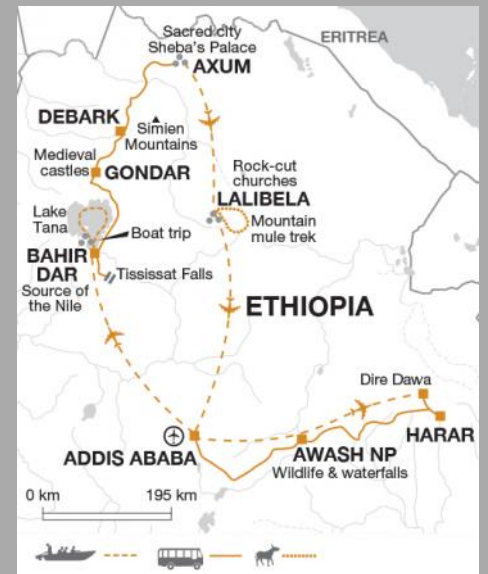 Sacred city
Sheba's Palace
ERITREA
AXUM
DEBARK
Simien
Mountains
Medieval
castles
GONDAR
Rock-cut
churches
LALIBELA
Mountain
mule trek
Lake
Tana
Boat trip
BAHIR
DAR
Source of
the Nile
Tississat Falls
ETHIOPIA
Dire Dawa
HARAR
ADDIS ABABA
AWASH NP
Wildlife & waterfalls
0 km 195 km